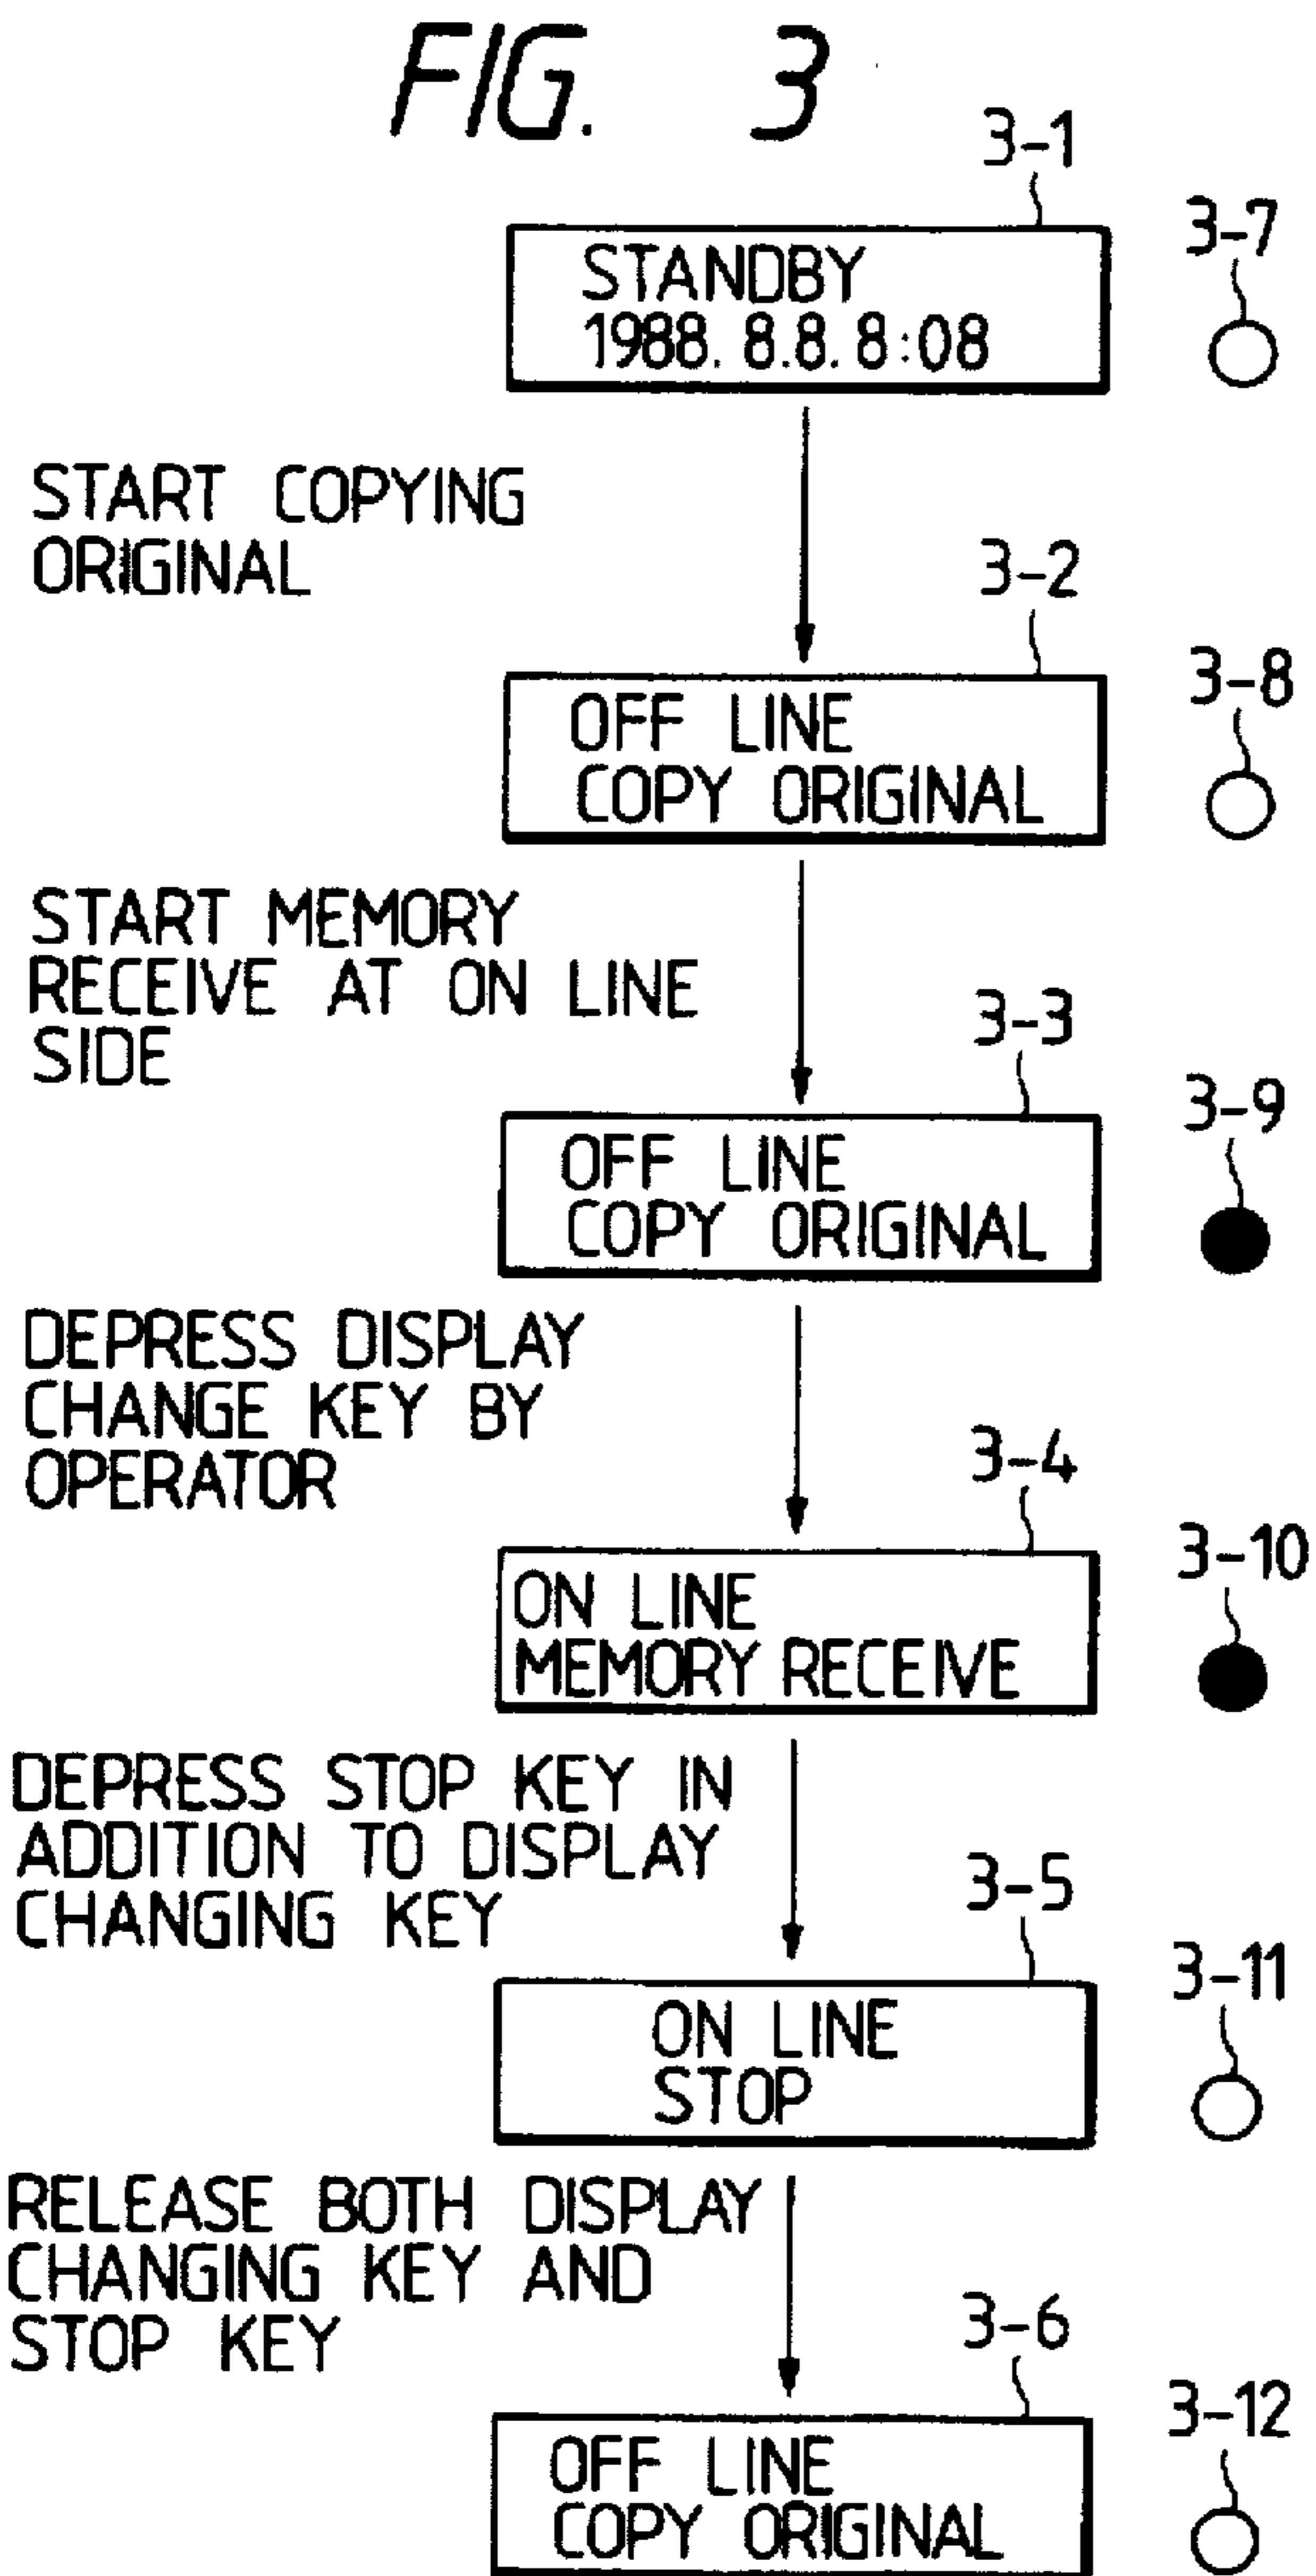 FIG. 3
3-1
3-7
STANDBY
1988. 8.8. 8:08
START COPYING
ORIGINAL
3-2
3-8
OFF LINE
COPY ORIGINAL
START MEMORY
RECEIVE AT ON LINE
SIDE
3-3
3-9
OFF LINE
COPY ORIGINAL
DEPRESS DISPLAY
CHANGE KEY BY
OPERATOR
3-4
3-10
ON LINE
MEMORY RECEIVE
DEPRESS STOP KEY IN
ADDITION TO DISPLAY
CHANGING KEY
3-5
3-11
ON LINE
STOP
RELEASE BOTH DISPLAY
CHANGING KEY AND
STOP KEY
3-6
3-12
OFF LINE
COPY ORIGINAL